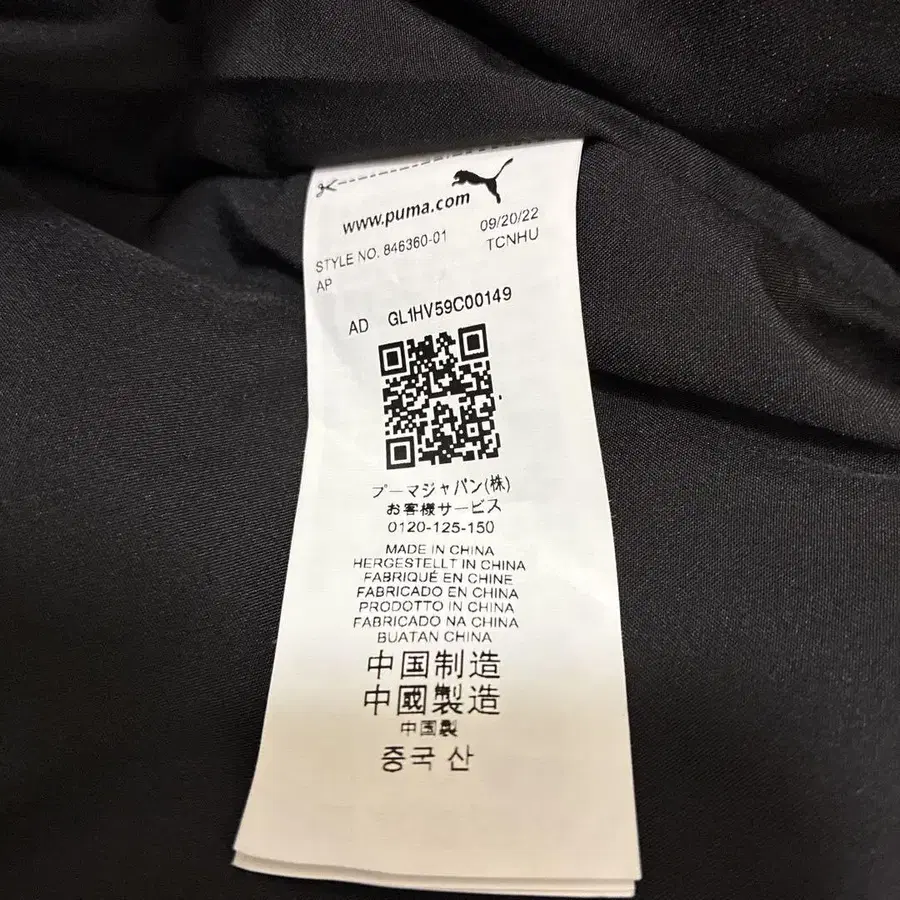 www.puma.com
STYLE NO. 846360-01 09/20/22
AP TCNHU
AD GL1HV59C00149
プーマジャパン(株)
お客様サービス
0120-125-150
MADE IN CHINA
HERGESTELLT IN CHINA
FABRIQUÉ EN CHINE
FABRICADO EN CHINA
PRODOTTO IN CHINA
FABRICADO NA CHINA
BUATAN CHINA
中国制造
中國製造
中国製
중국 산